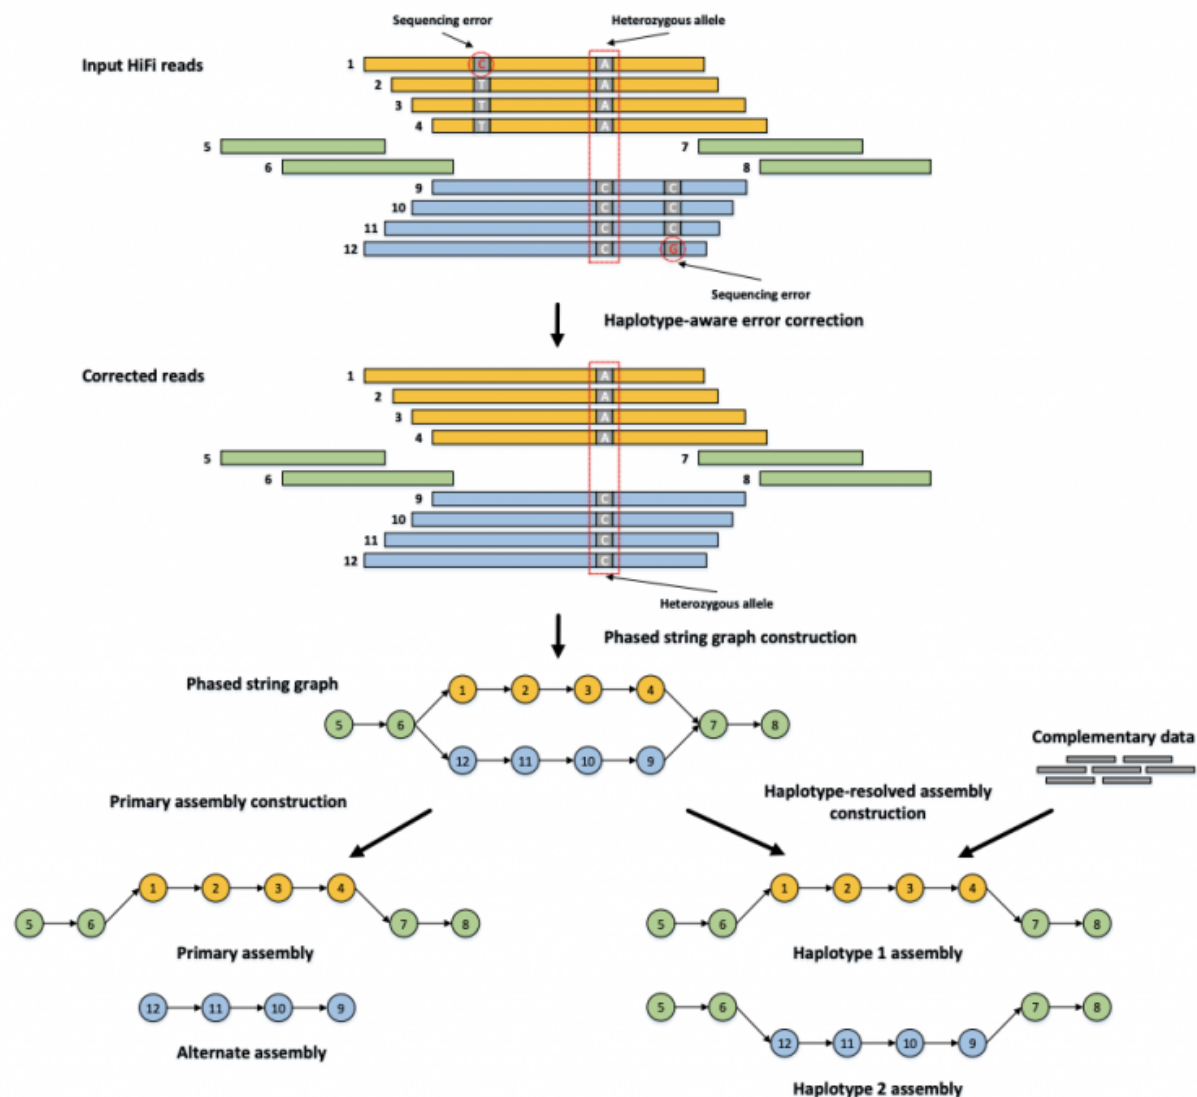 Sequencing error
Heterozygous allele
Input HiFi reads
1 C A
2 T A
3 T A
4 T A
5 7
6 8
9 C C
10 C C
11 C C
12 C G
Sequencing error
Haplotype-aware error correction
Corrected reads
1 A
2 A
3 A
4 A
5 7
6 8
9 C
10 C
11 C
12 C
Heterozygous allele
Phased string graph construction
Phased string graph
1 2 3 4
5 6 7 8
12 11 10 9
Complementary data
Primary assembly construction
Haplotype-resolved assembly
construction
1 2 3 4
5 6 7 8
Primary assembly
12 11 10 9
Alternate assembly
1 2 3 4
5 6 7 8
Haplotype 1 assembly
5 6 7 8
12 11 10 9
Haplotype 2 assembly